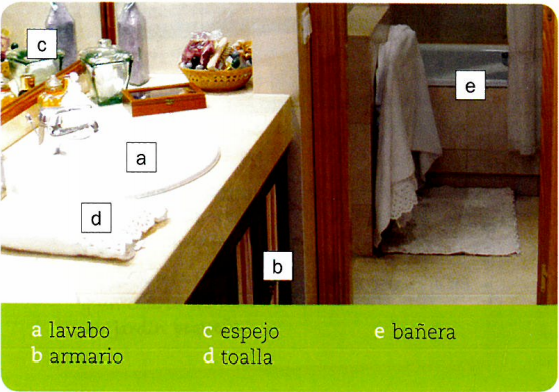 c
e
a
d
b
a lavabo
b armario
c espejo
d toalla
e bañera